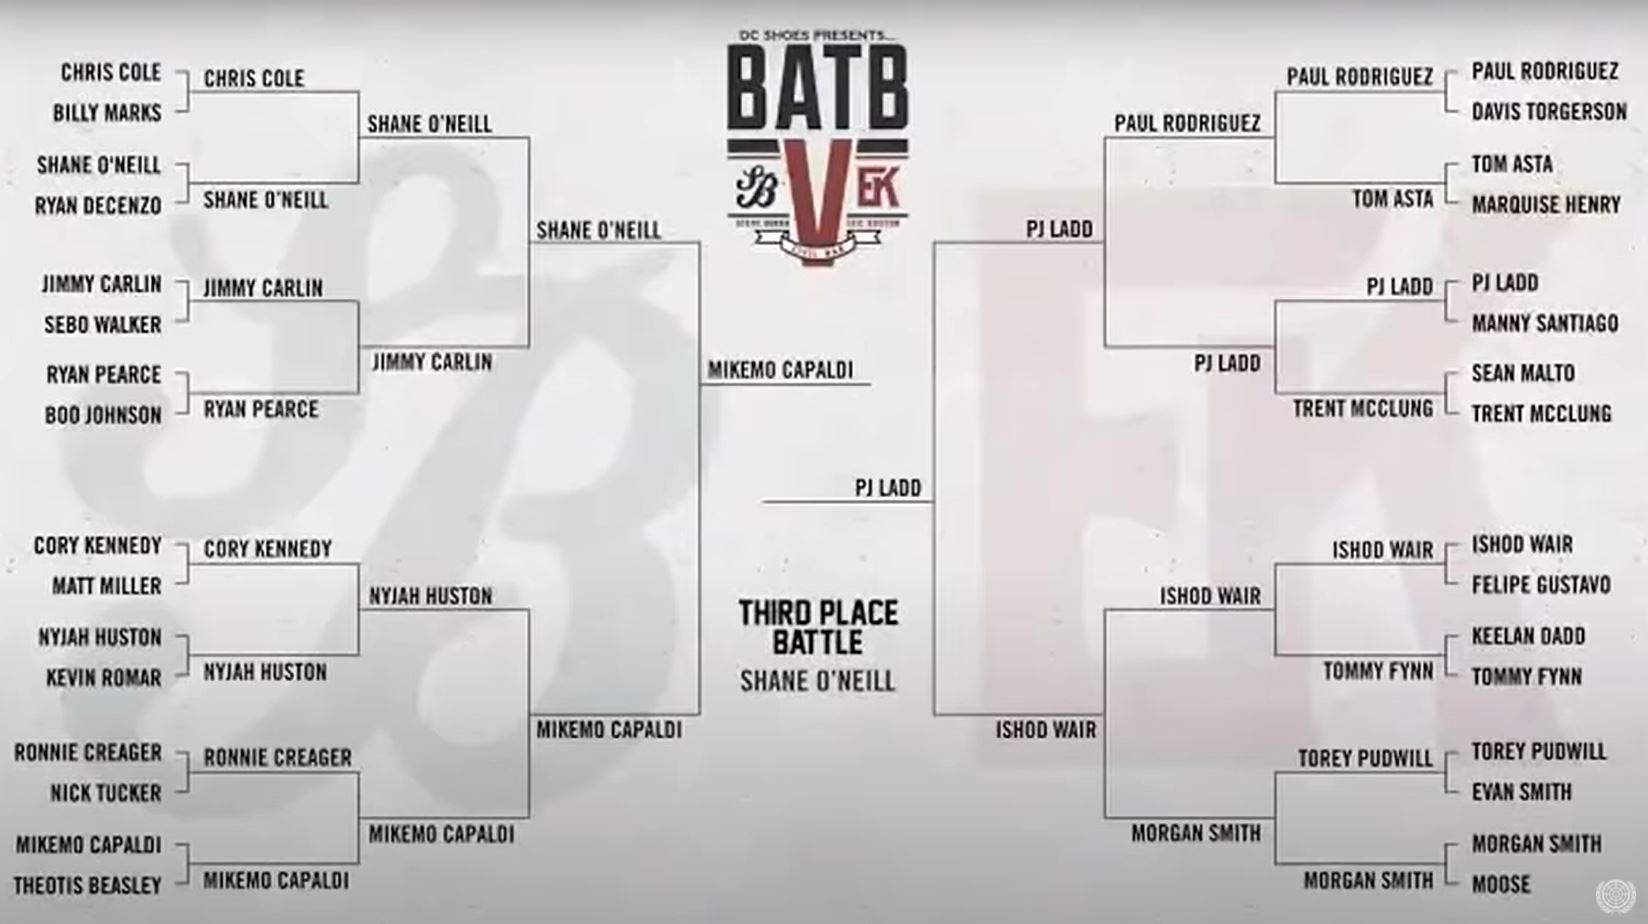 DC SHOES PRESENTS...
BATB
V
SB
EK
CIVIL WAR
CHRIS COLE
BILLY MARKS
SHANE O'NEILL
RYAN DECENZO
JIMMY CARLIN
SEBO WALKER
RYAN PEARCE
BOO JOHNSON
CORY KENNEDY
MATT MILLER
NYJAH HUSTON
KEVIN ROMAR
RONNIE CREAGER
NICK TUCKER
MIKEMO CAPALDI
THEOTIS BEASLEY
CHRIS COLE
SHANE O'NEILL
JIMMY CARLIN
RYAN PEARCE
CORY KENNEDY
NYJAH HUSTON
RONNIE CREAGER
MIKEMO CAPALDI
SHANE O'NEILL
JIMMY CARLIN
NYJAH HUSTON
MIKEMO CAPALDI
SHANE O'NEILL
MIKEMO CAPALDI
MIKEMO CAPALDI
PJ LADD
THIRD PLACE
BATTLE
SHANE O'NEILL
PJ LADD
ISHOD WAIR
PAUL RODRIGUEZ
PJ LADD
ISHOD WAIR
MORGAN SMITH
PAUL RODRIGUEZ
TOM ASTA
PJ LADD
TRENT MCCLUNG
ISHOD WAIR
TOMMY FYNN
TOREY PUDWILL
MORGAN SMITH
PAUL RODRIGUEZ
DAVIS TORGERSON
TOM ASTA
MARQUISE HENRY
PJ LADD
MANNY SANTIAGO
SEAN MALTO
TRENT MCCLUNG
ISHOD WAIR
FELIPE GUSTAVO
KEELAN DADD
TOMMY FYNN
TOREY PUDWILL
EVAN SMITH
MORGAN SMITH
MOOSE
SB
EK